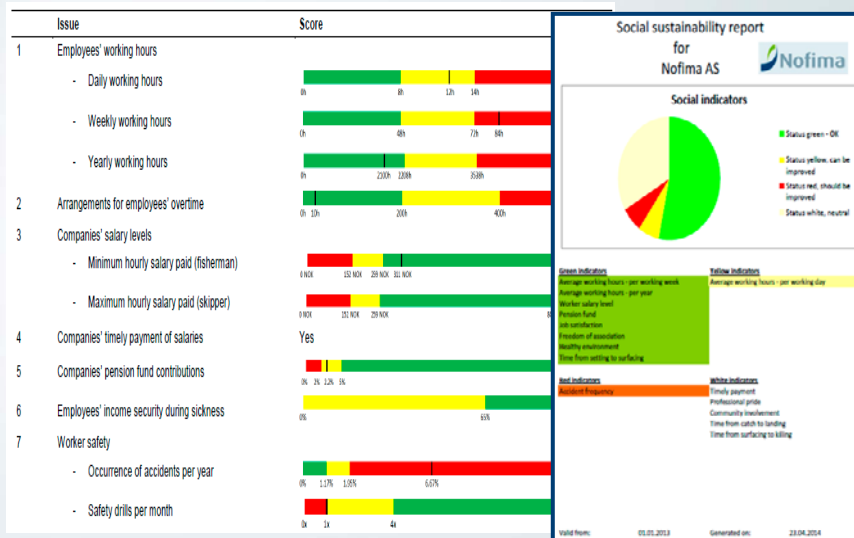 Issue Score
1 Employees' working hours
- Daily working hours
0h 8h 12h 14h
- Weekly working hours
0h 48h 72h 84h
- Yearly working hours
0h 2100h 2208h 3538h
2 Arrangements for employees' overtime
0h 10h 200h 400h
3 Companies' salary levels
- Minimum hourly salary paid (fisherman)
0 NOK 152 NOK 239 NOK 311 NOK
- Maximum hourly salary paid (skipper)
0 NOK 152 NOK 239 NOK
4 Companies' timely payment of salaries Yes
5 Companies' pension fund contributions
0% 2% 2.2% 5%
6 Employees' income security during sickness
0% 65%
7 Worker safety
- Occurrence of accidents per year
0% 1.17% 1.95% 6.67%
- Safety drills per month
0x 1x 4x
Social sustainability report
for
Nofima AS
Nofima
Social indicators
Status green - OK
Status yellow, can be
improved
Status red, should be
improved
Status white, neutral
Green indicators
Average working hours - per working week
Average working hours - per year
Worker salary level
Pension fund
Job satisfaction
Freedom of association
Healthy environment
Time from setting to surfacing
Yellow indicators
Average working hours - per working day
Red indicators
Accident frequency
White indicators
Timely payment
Professional pride
Community involvement
Time from catch to landing
Time from surfacing to killing
Valid from: 01.01.2013 Generated on: 23.04.2014